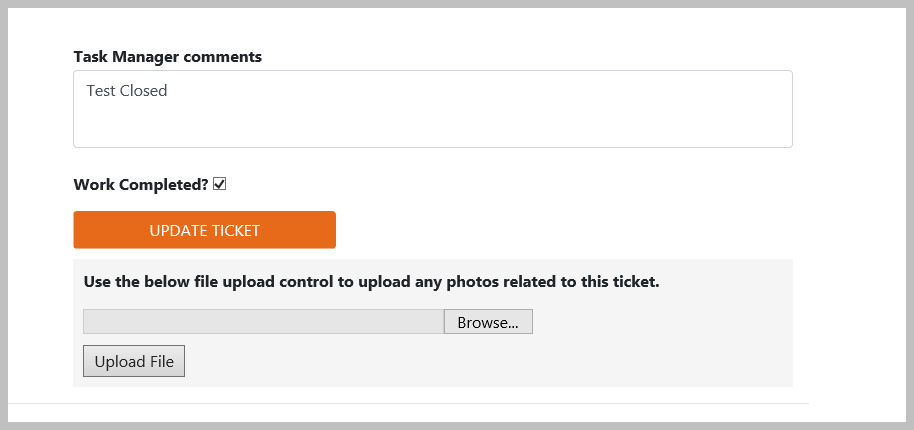 Task Manager comments
Test Closed
Work Completed?
UPDATE TICKET
Use the below file upload control to upload any photos related to this ticket.
Browse...
Upload File